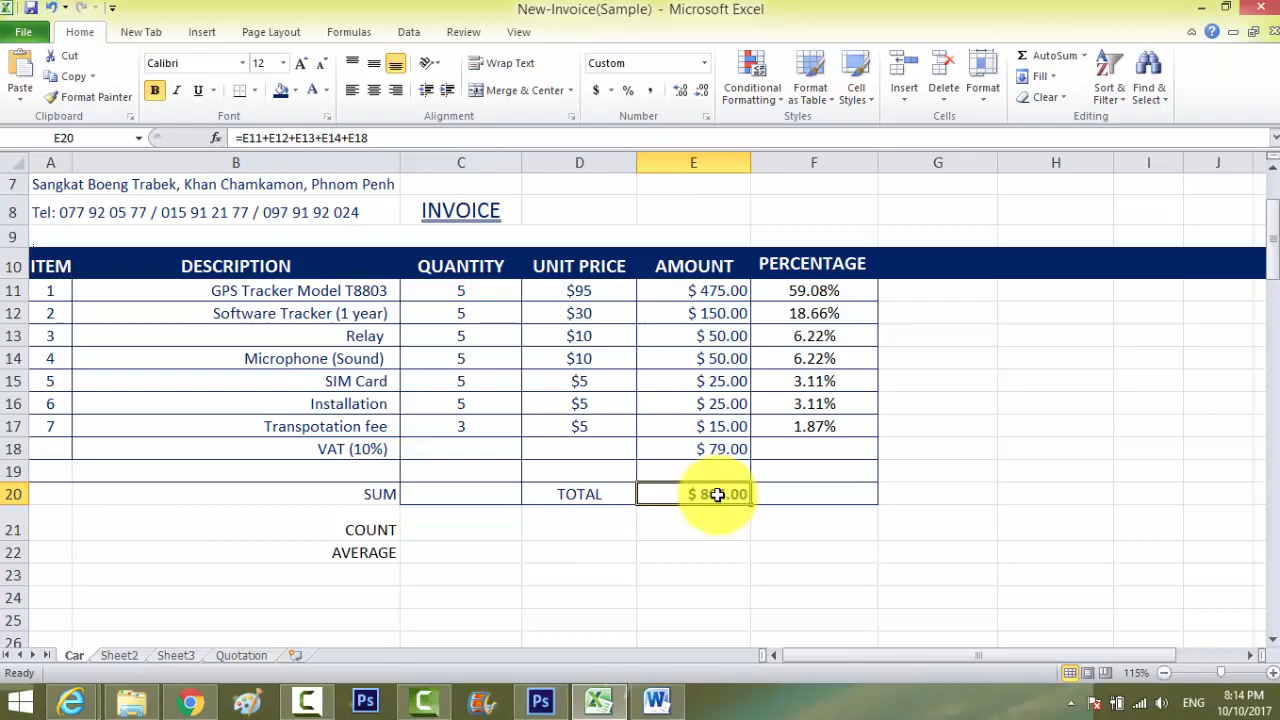 New-Invoice(Sample) - Microsoft Excel
File Home New Tab Insert Page Layout Formulas Data Review View
Cut Calibri 12 Wrap Text Custom AutoSum
Copy Fill
Paste Format Painter Merge & Center Conditional Formatting Format as Table Cell Styles Insert Delete Format Clear Sort & Filter Find & Select
Clipboard Font Alignment Number Styles Cells Editing
E20 fx =E11+E12+E13+E14+E18
A B C D E F G H I J
7 Sangkat Boeng Trabek, Khan Chamkamon, Phnom Penh
8 Tel: 077 92 05 77 / 015 91 21 77 / 097 91 92 024 INVOICE
9
10 ITEM DESCRIPTION QUANTITY UNIT PRICE AMOUNT PERCENTAGE
11 1 GPS Tracker Model T8803 5 $95 $ 475.00 59.08%
12 2 Software Tracker (1 year) 5 $30 $ 150.00 18.66%
13 3 Relay 5 $10 $ 50.00 6.22%
14 4 Microphone (Sound) 5 $10 $ 50.00 6.22%
15 5 SIM Card 5 $5 $ 25.00 3.11%
16 6 Installation 5 $5 $ 25.00 3.11%
17 7 Transpotation fee 3 $5 $ 15.00 1.87%
18 VAT (10%) $ 79.00
19
20 SUM TOTAL
21 COUNT
22 AVERAGE
23
24
25
26
Car Sheet2 Sheet3 Quotation
Ready 115%
ENG 8:14 PM
10/10/2017